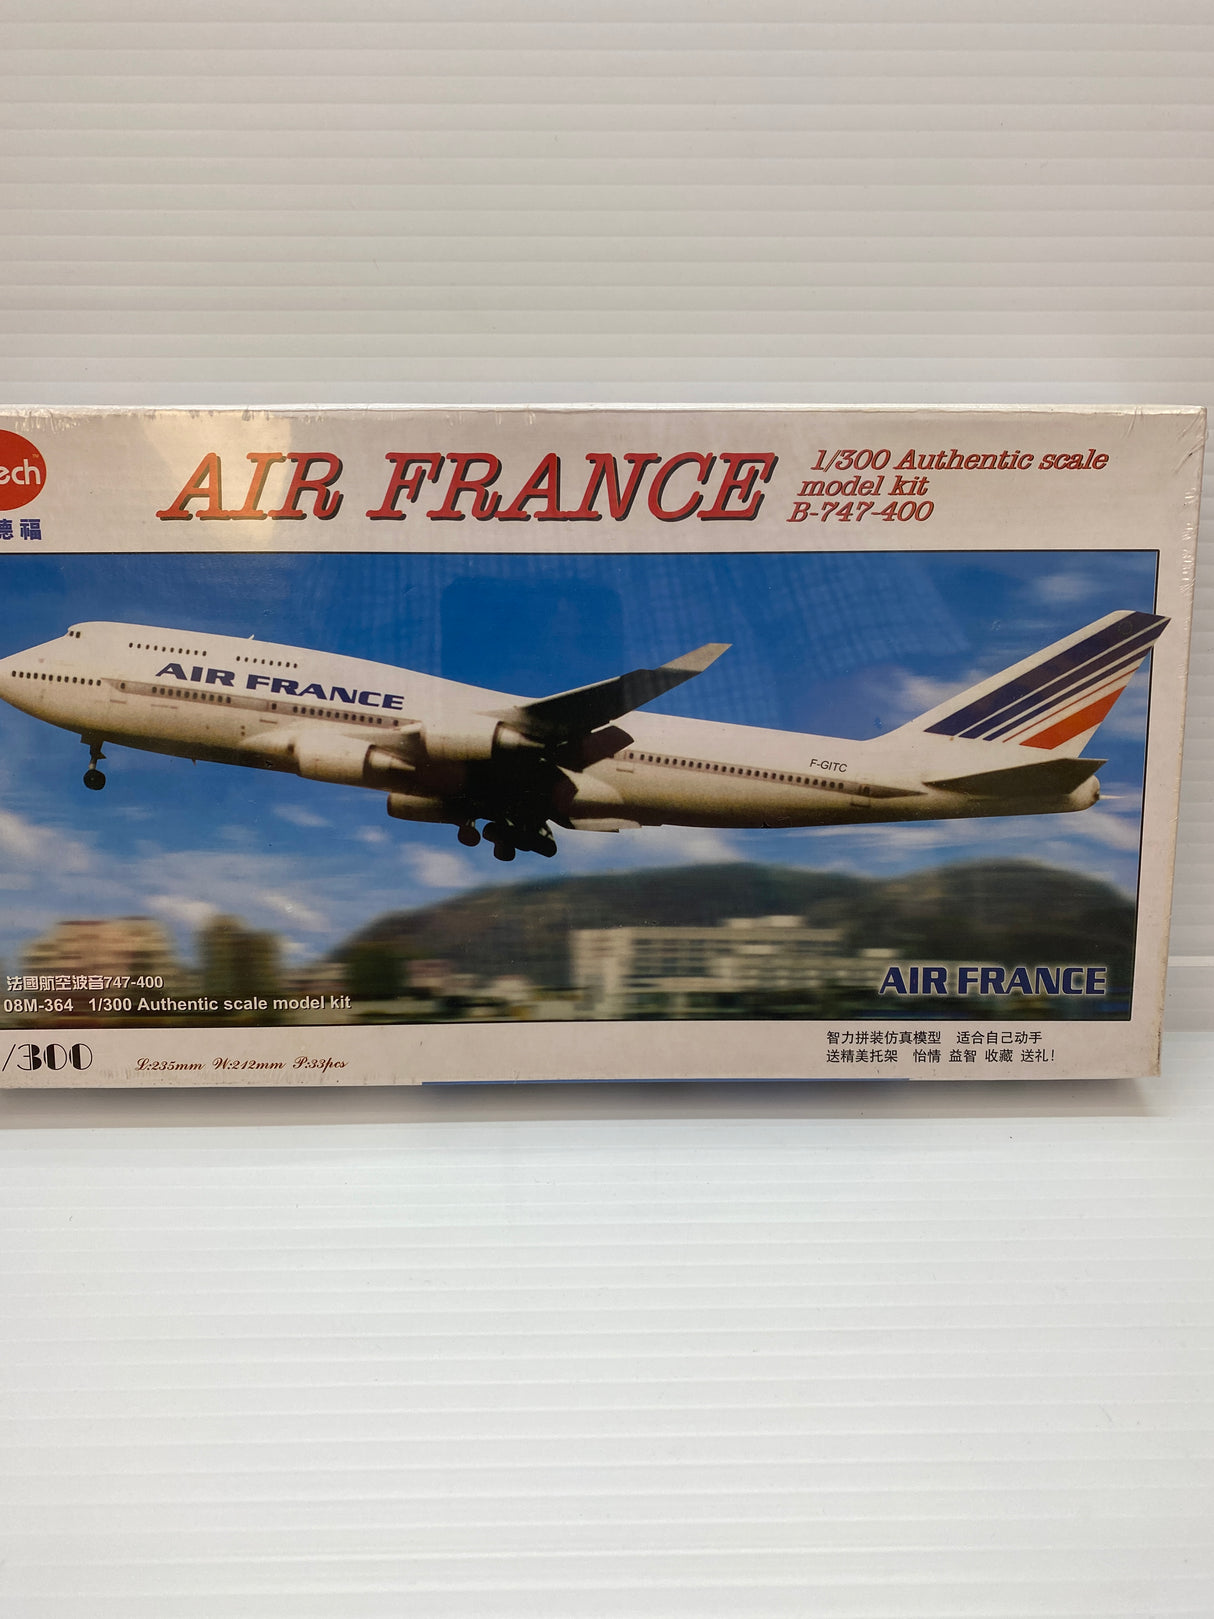 ech
TM
德福
AIR FRANCE
1/300 Authentic scale
model kit
B-747-400
AIR FRANCE
F-GITC
法國航空波音747-400
08M-364 1/300 Authentic scale model kit
AIR FRANCE
/300
L:235mm W:212mm P:33pcs
智力拼装仿真模型 适合自己动手
送精美托架 怡情 益智 收藏 送礼!